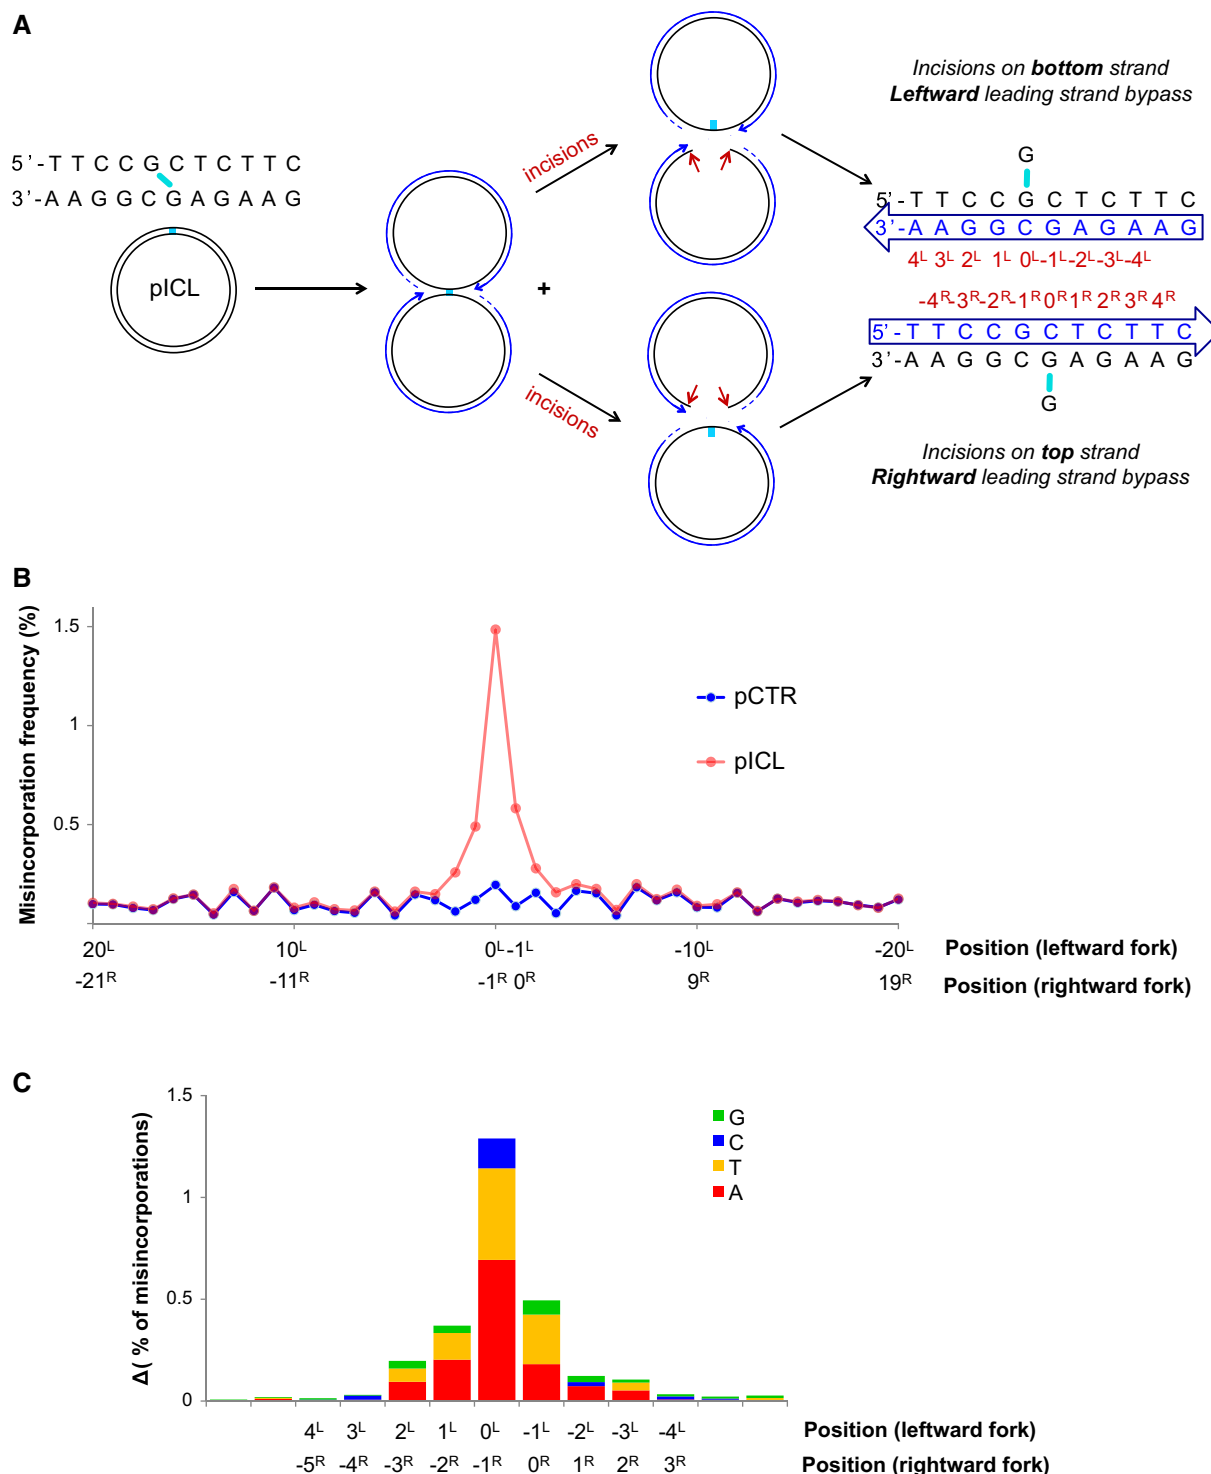 A
5'-T T C C G C T C T T C
3'-A A G G C G A G A A G
pICL
incisions
+
incisions
Incisions on bottom strand
Leftward leading strand bypass
G
5'-T T C C G C T C T T C
3'-A A G G C G A G A A G
4ᴸ 3ᴸ 2ᴸ 1ᴸ 0ᴸ-1ᴸ-2ᴸ-3ᴸ-4ᴸ
-4ᴿ-3ᴿ-2ᴿ-1ᴿ0ᴿ1ᴿ 2ᴿ 3ᴿ 4ᴿ
5'-T T C C G C T C T T C
3'-A A G G C G A G A A G
G
Incisions on top strand
Rightward leading strand bypass
B
Misincorporation frequency (%)
1.5
1
0.5
pCTR
pICL
20ᴸ 10ᴸ 0ᴸ-1ᴸ -10ᴸ -20ᴸ Position (leftward fork)
-21ᴿ -11ᴿ -1ᴿ 0ᴿ 9ᴿ 19ᴿ Position (rightward fork)
C
Δ( % of misincorporations)
1.5
1
0.5
0
G
C
T
A
4ᴸ 3ᴸ 2ᴸ 1ᴸ 0ᴸ -1ᴸ -2ᴸ -3ᴸ -4ᴸ Position (leftward fork)
-5ᴿ -4ᴿ -3ᴿ -2ᴿ -1ᴿ 0ᴿ 1ᴿ 2ᴿ 3ᴿ Position (rightward fork)